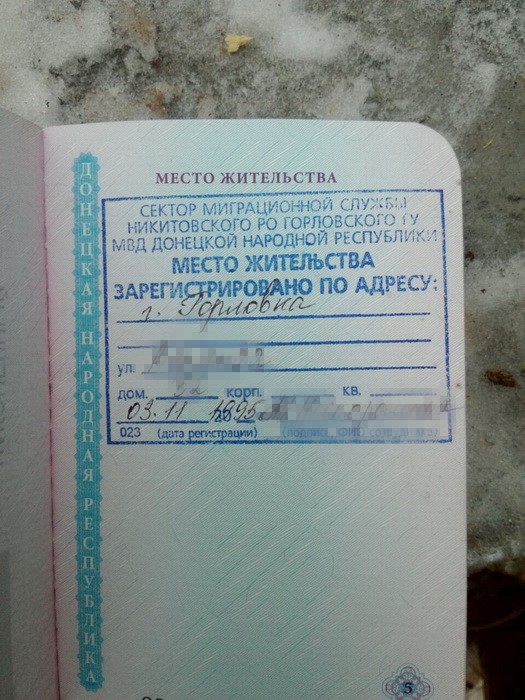 ДОНЕЦКАЯ НАРОДНАЯ РЕСПУБЛИКА
МЕСТО ЖИТЕЛЬСТВА
СЕКТОР МИГРАЦИОННОЙ СЛУЖБЫ
НИКИТОВСКОГО РО ГОРЛОВСКОГО ГУ
МВД ДОНЕЦКОЙ НАРОДНОЙ РЕСПУБЛИКИ
МЕСТО ЖИТЕЛЬСТВА
ЗАРЕГИСТРИРОВАНО ПО АДРЕСУ:
г. Горловка
ул.
дом. корп. кв.
03.11 1995
023 (дата регистрации)
5